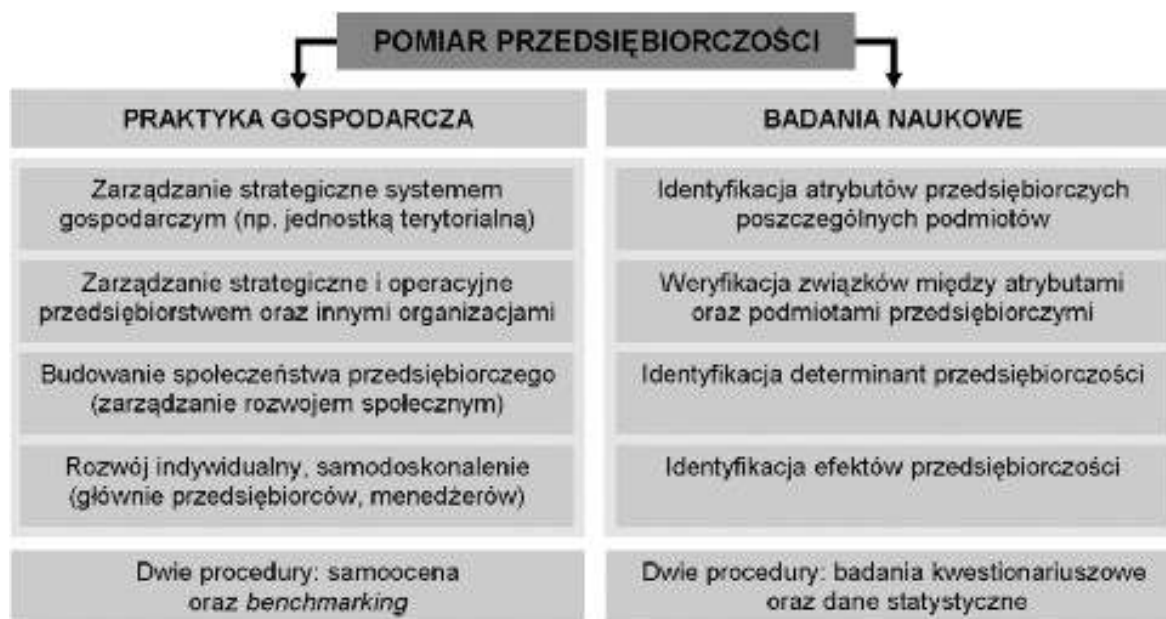 POMIAR PRZEDSIĘBIORCZOŚCI
PRAKTYKA GOSPODARCZA
Zarządzanie strategiczne systemem
gospodarczym (np. jednostką terytorialną)
Zarządzanie strategiczne i operacyjne
przedsiębiorstwem oraz innymi organizacjami
Budowanie społeczeństwa przedsiębiorczego
(zarządzanie rozwojem społecznym)
Rozwój indywidualny, samodoskonalenie
(głównie przedsiębiorców, menedżerów)
Dwie procedury: samoocena
oraz benchmarking
BADANIA NAUKOWE
Identyfikacja atrybutów przedsiębiorczych
poszczególnych podmiotów
Weryfikacja związków między atrybutami
oraz podmiotami przedsiębiorczymi
Identyfikacja determinant przedsiębiorczości
Identyfikacja efektów przedsiębiorczości
Dwie procedury: badania kwestionariuszowe
oraz dane statystyczne